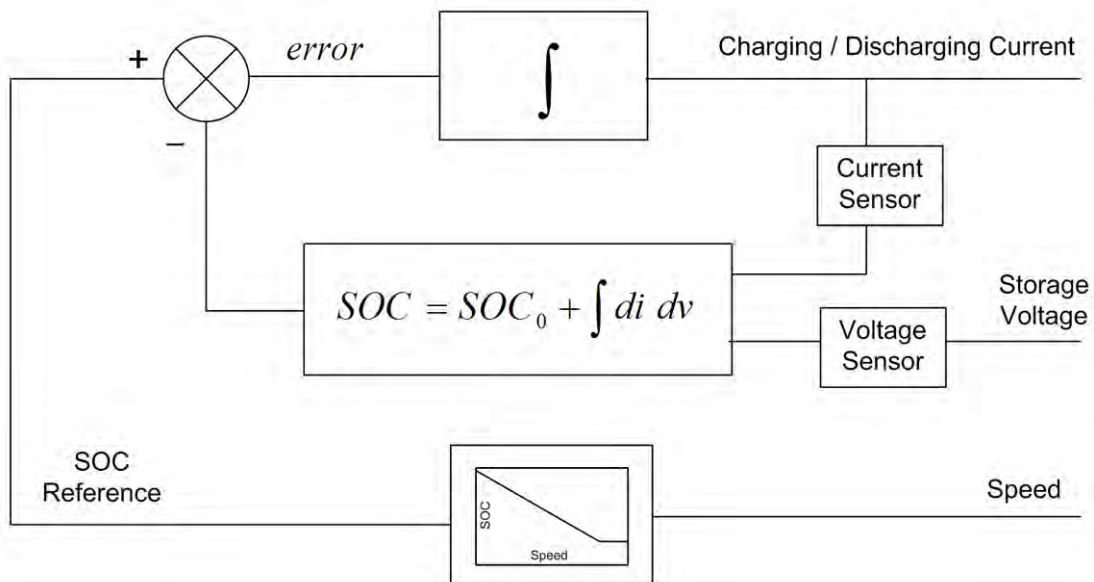 +
error
∫
Charging / Discharging Current
−
Current
Sensor
SOC = SOC₀ + ∫ di dv
Storage
Voltage
Voltage
Sensor
SOC
Reference
SOC
Speed
Speed